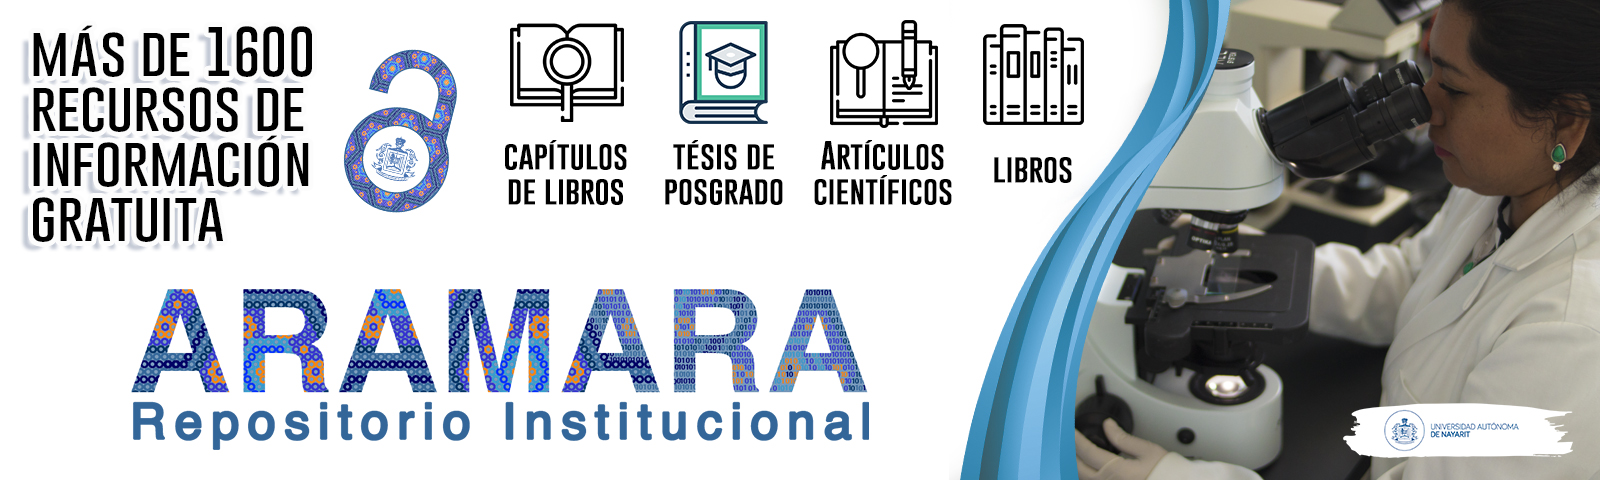 MÁS DE 1600
RECURSOS DE
INFORMACIÓN
GRATUITA
CAPÍTULOS
DE LIBROS
TÉSIS DE
POSGRADO
ARTÍCULOS
CIENTÍFICOS
LIBROS
ARAMARA
Repositorio Institucional
UNIVERSIDAD AUTÓNOMA
DE NAYARIT